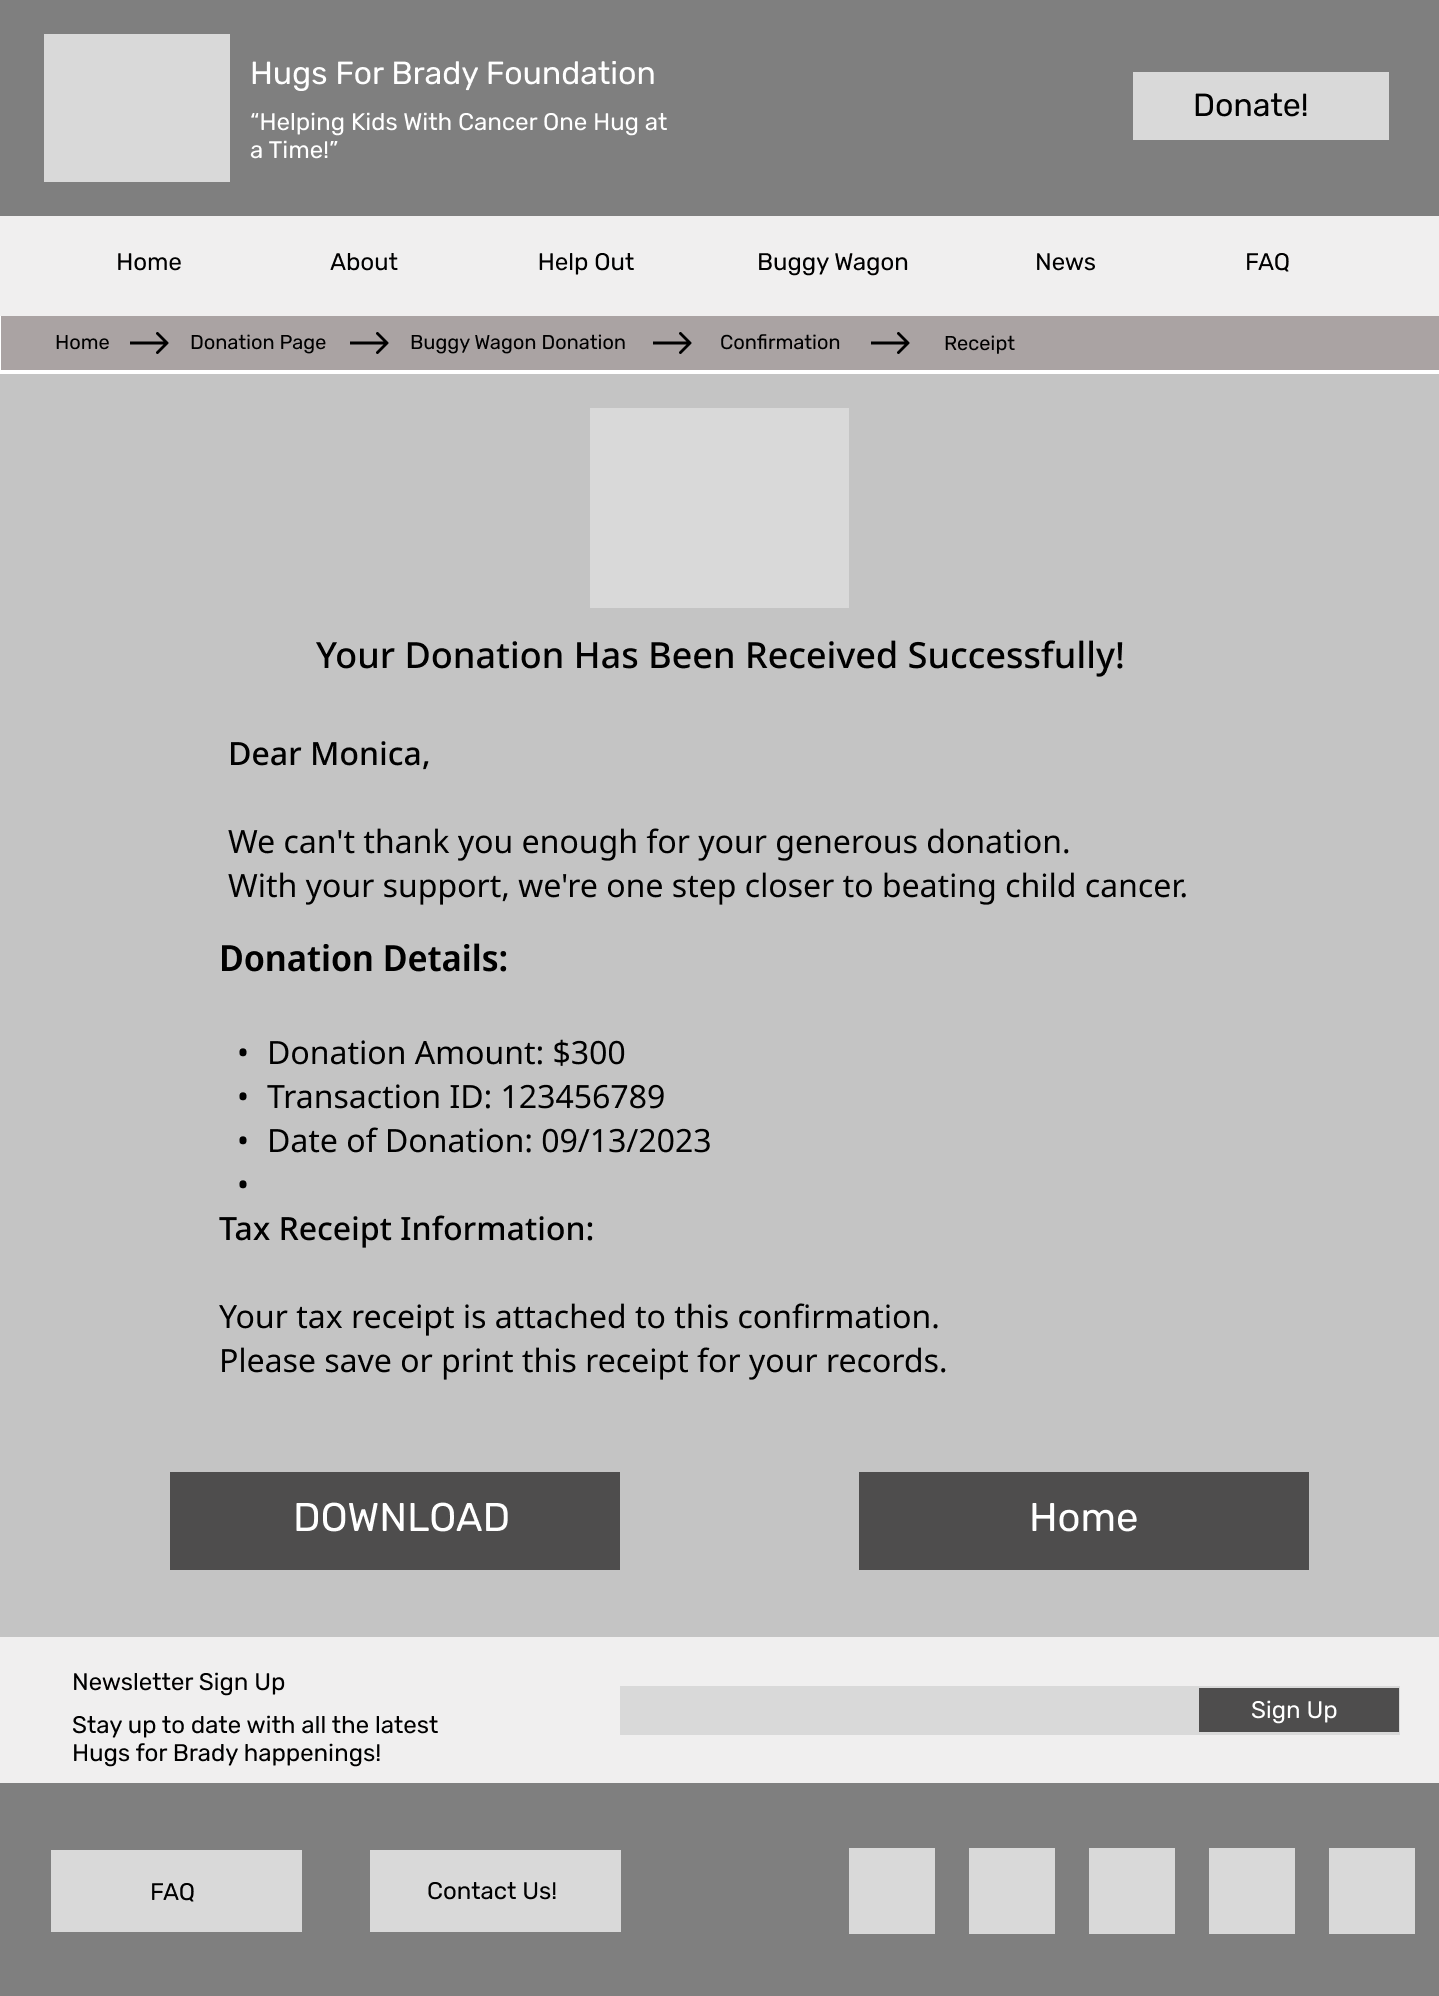 Hugs For Brady Foundation
“Helping Kids With Cancer One Hug at
a Time!”
Donate!
Home About Help Out Buggy Wagon News FAQ
Home → Donation Page → Buggy Wagon Donation → Confirmation → Receipt
Your Donation Has Been Received Successfully!
Dear Monica,
We can't thank you enough for your generous donation.
With your support, we're one step closer to beating child cancer.
Donation Details:
• Donation Amount: $300
• Transaction ID: 123456789
• Date of Donation: 09/13/2023
•
Tax Receipt Information:
Your tax receipt is attached to this confirmation.
Please save or print this receipt for your records.
DOWNLOAD Home
Newsletter Sign Up
Stay up to date with all the latest
Hugs for Brady happenings!
Sign Up
FAQ Contact Us!